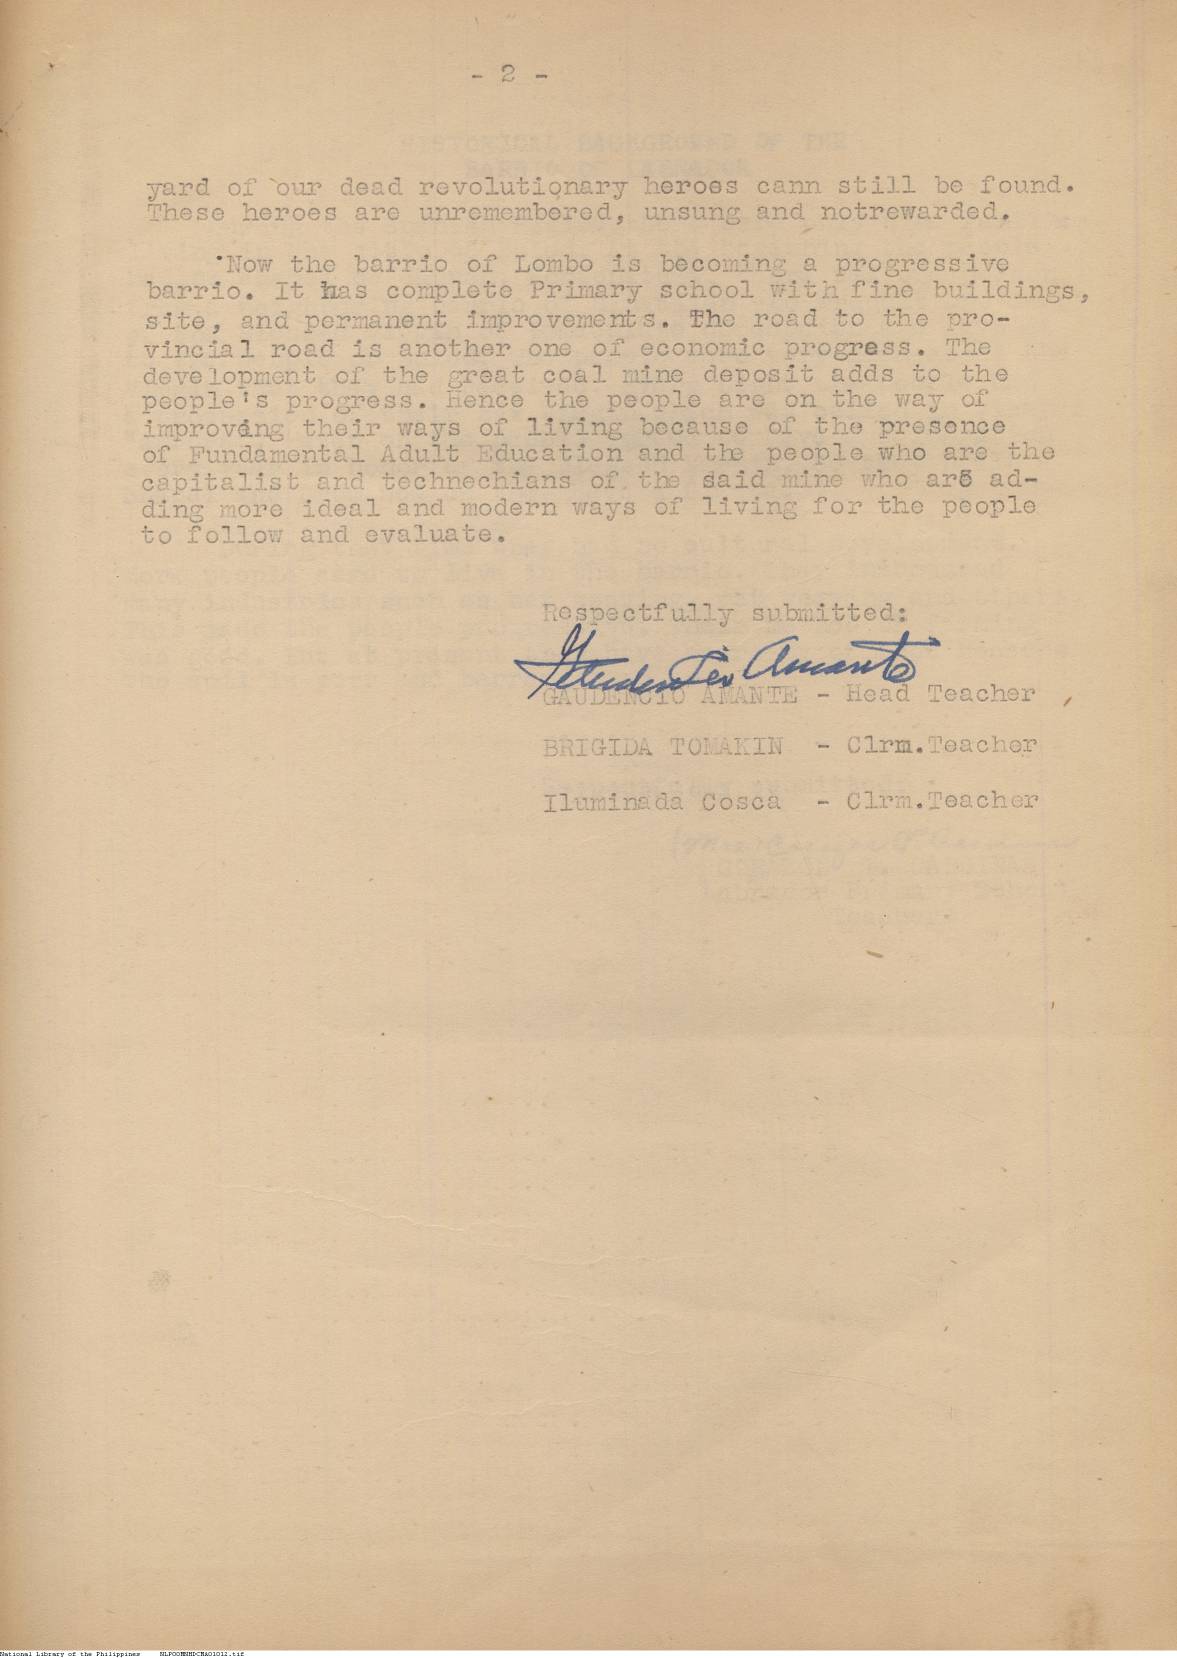 - 2 -
yard of our dead revolutionary heroes cann still be found.
These heroes are unremembered, unsung and notrewarded.
Now the barrio of Lombo is becoming a progressive
barrio. It has complete Primary school with fine buildings,
site, and permanent improvements. The road to the pro-
vincial road is another one of economic progress. The
development of the great coal mine deposit adds to the
people's progress. Hence the people are on the way of
improving their ways of living because of the presence
of Fundamental Adult Education and the people who are the
capitalist and technechians of the said mine who are ad-
ding more ideal and modern ways of living for the people
to follow and evaluate.
Respectfully submitted:
Gaudencio Amante
GAUDENCIO AMANTE - Head Teacher
BRIGIDA TOMAKIN - Clrm.Teacher
Iluminada Cosca - Clrm.Teacher
National Library of the Philippines NLPOOMNHDCMA01012.tif